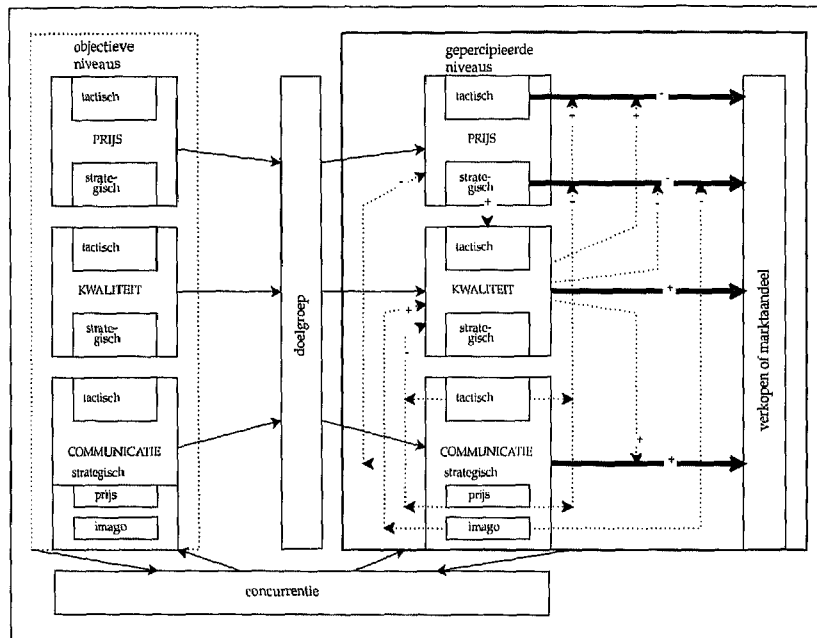 objectieve
niveaus
tactisch
PRIJS
strate-
gisch
tactisch
KWALITEIT
strate-
gisch
tactisch
COMMUNICATIE
strategisch
prijs
imago
doelgroep
gepercipieerde
niveaus
tactisch
PRIJS
strate-
gisch
+
tactisch
KWALITEIT
+
strate-
gisch
-
tactisch
COMMUNICATIE
strategisch
prijs
imago
-
-
+
+
-
-
-
-
+
+
+
verkopen of marktaandeel
concurrentie